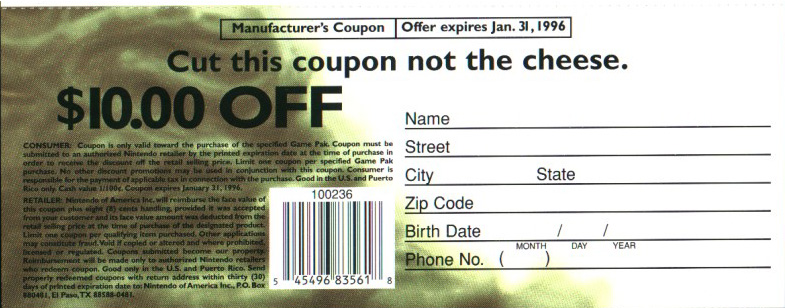 Manufacturer's Coupon Offer expires Jan. 31, 1996
Cut this coupon not the cheese.
$10.00 OFF
CONSUMER: Coupon is only valid toward the purchase of the specified Game Pak. Coupon must be
submitted to an authorized Nintendo retailer by the printed expiration date at the time of purchase in
order to receive the discount off the retail selling price. Limit one coupon per specified Game Pak
purchase. No other discount promotions may be used in conjunction with this coupon. Consumer is
responsible for the payment of applicable tax in connection with the purchase. Good in the U.S. and Puerto
Rico only. Cash value 1/100¢. Coupon expires January 31, 1996.
RETAILER: Nintendo of America Inc. will reimburse the face value of
this coupon plus eight (8) cents handling, provided it was accepted
from your customer and its face value amount was deducted from the
retail selling price at the time of purchase of the designated product.
Limit one coupon per qualifying item purchased. Other applications
may constitute fraud. Void if copied or altered and where prohibited,
licensed or regulated. Coupons submitted become our property.
Reimbursement will be made only to authorized Nintendo retailers
who redeem coupon. Good only in the U.S. and Puerto Rico. Send
properly redeemed coupons with return address within thirty (30)
days of printed expiration date to: Nintendo of America Inc., P.O. Box
880481, El Paso, TX 88588-0481.
100236
5 45496 83561 8
Name
Street
City State
Zip Code
Birth Date / /
MONTH DAY YEAR
Phone No. ( )